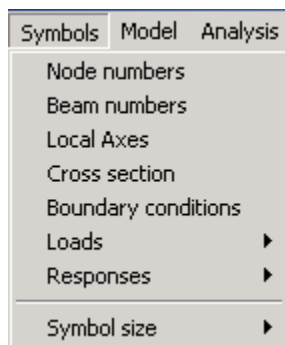 Symbols Model Analysis
Node numbers
Beam numbers
Local Axes
Cross section
Boundary conditions
Loads
Responses
Symbol size